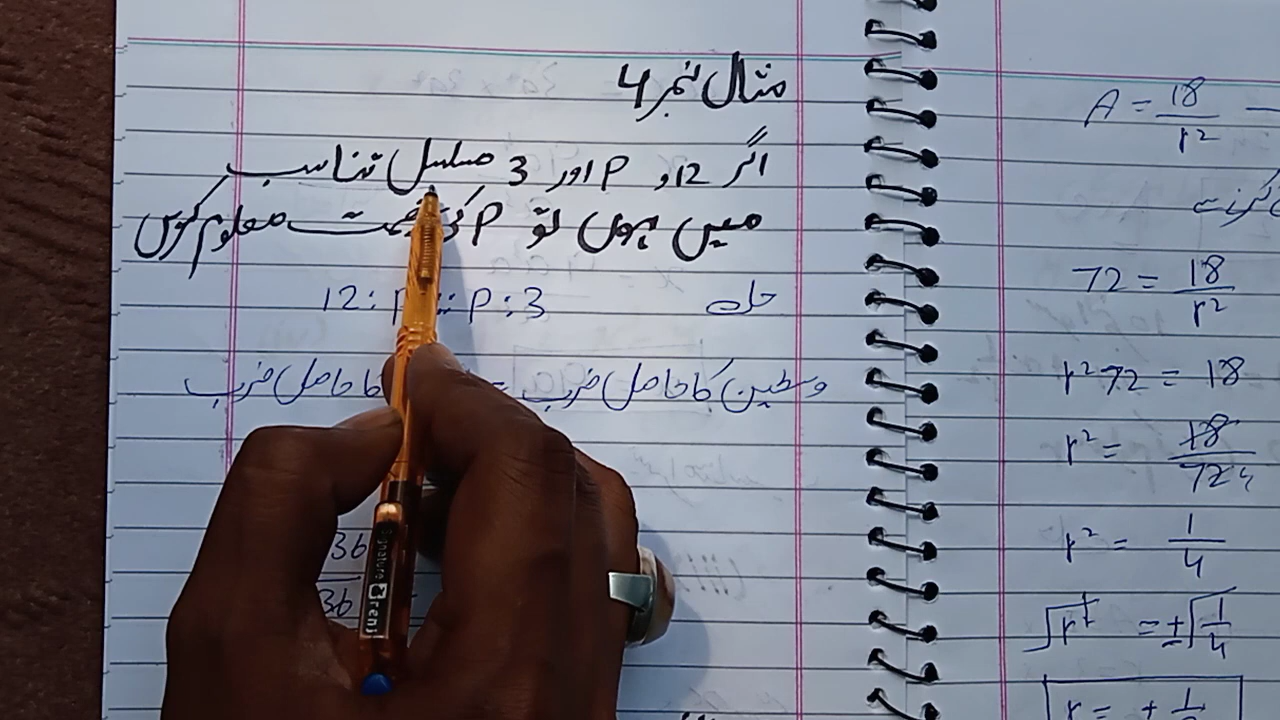 مثال نمبر 4
اگر 12، P اور 3 مسلسل تناسب
میں ہوں تو P کی قیمت معلوم کریں
حل 12 : P :: P : 3
وسطین کا حاصل ضرب = کا حاصل ضرب
36
36
Signature
A = 18/r²
72 = 18/r²
r²72 = 18
r² = 18/72 4
r² = 1/4
√r² = ±√1/4
r = ± 1